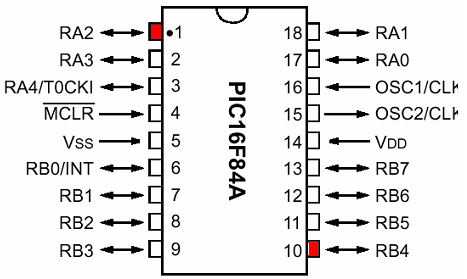 RA2 1 18 RA1
RA3 2 17 RA0
RA4/T0CKI 3 16 OSC1/CLK
MCLR 4 15 OSC2/CLK
VSS 5 14 VDD
RB0/INT 6 13 RB7
RB1 7 12 RB6
RB2 8 11 RB5
RB3 9 10 RB4
PIC16F84A